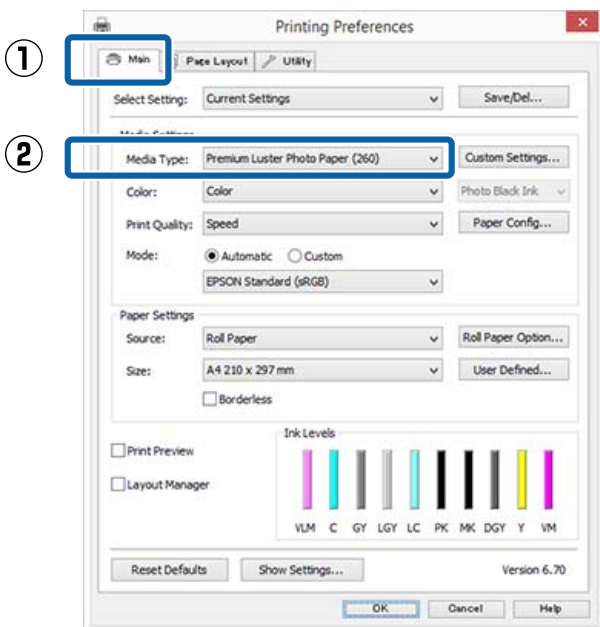 Printing Preferences
①
Main Page Layout Utility
Select Setting: Current Settings Save/Del...
Media Settings
②
Media Type: Premium Luster Photo Paper (260) Custom Settings...
Color: Color Photo Black Ink
Print Quality: Speed Paper Config...
Mode: Automatic Custom
EPSON Standard (sRGB)
Paper Settings
Source: Roll Paper Roll Paper Option...
Size: A4 210 x 297 mm User Defined...
Borderless
Ink Levels
Print Preview
Layout Manager
VLM C GY LGY LC PK MK DGY Y VM
Reset Defaults Show Settings... Version 6.70
OK Cancel Help